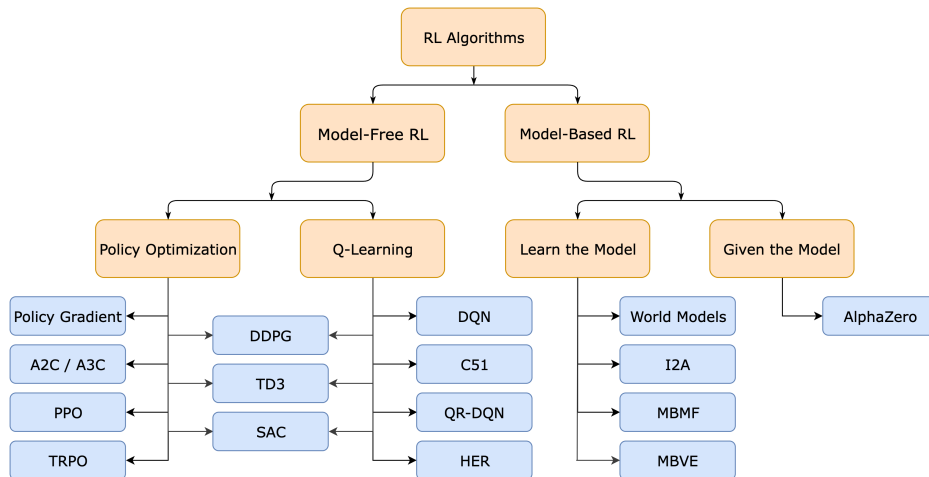 RL Algorithms
Model-Free RL
Model-Based RL
Policy Optimization
Q-Learning
Learn the Model
Given the Model
Policy Gradient
DDPG
DQN
World Models
AlphaZero
A2C / A3C
TD3
C51
I2A
PPO
SAC
QR-DQN
MBMF
TRPO
HER
MBVE